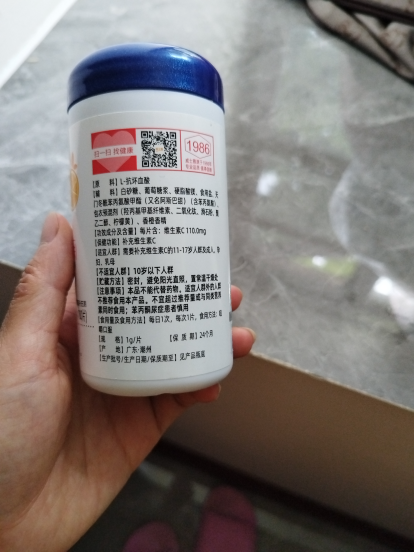 扫一扫 探健康
1986
【原 料】L-抗坏血酸
【辅 料】白砂糖、葡萄糖浆、硬脂酸镁、食用盐、天
门冬酰苯丙氨酸甲酯（又名阿斯巴甜）（含苯丙氨酸）、
包衣预混剂（羟丙基甲基纤维素、二氧化钛、滑石粉、聚
乙二醇、柠檬黄）、香橙香精
【功效成分及含量】每片含：维生素C 110.0mg
【保健功能】补充维生素C
【适宜人群】需要补充维生素C的11-17岁人群及成人、孕
妇、乳母
【不适宜人群】10岁以下人群
【贮藏方法】密封，避免阳光直照，置常温干燥处
【注意事项】本品不能代替药物。适宜人群外的人群
不推荐食用本品产品。不宜超过推荐量或与同类营养
素同时食用；苯丙酮尿症患者慎用
【食用量及食用方法】每日1次，每次1片，食用方法：咀
嚼口服
【规 格】1g/片 【保 质 期】24个月
【产 地】广东·潮州
【生产批号/生产日期/保质期至】见产品瓶底